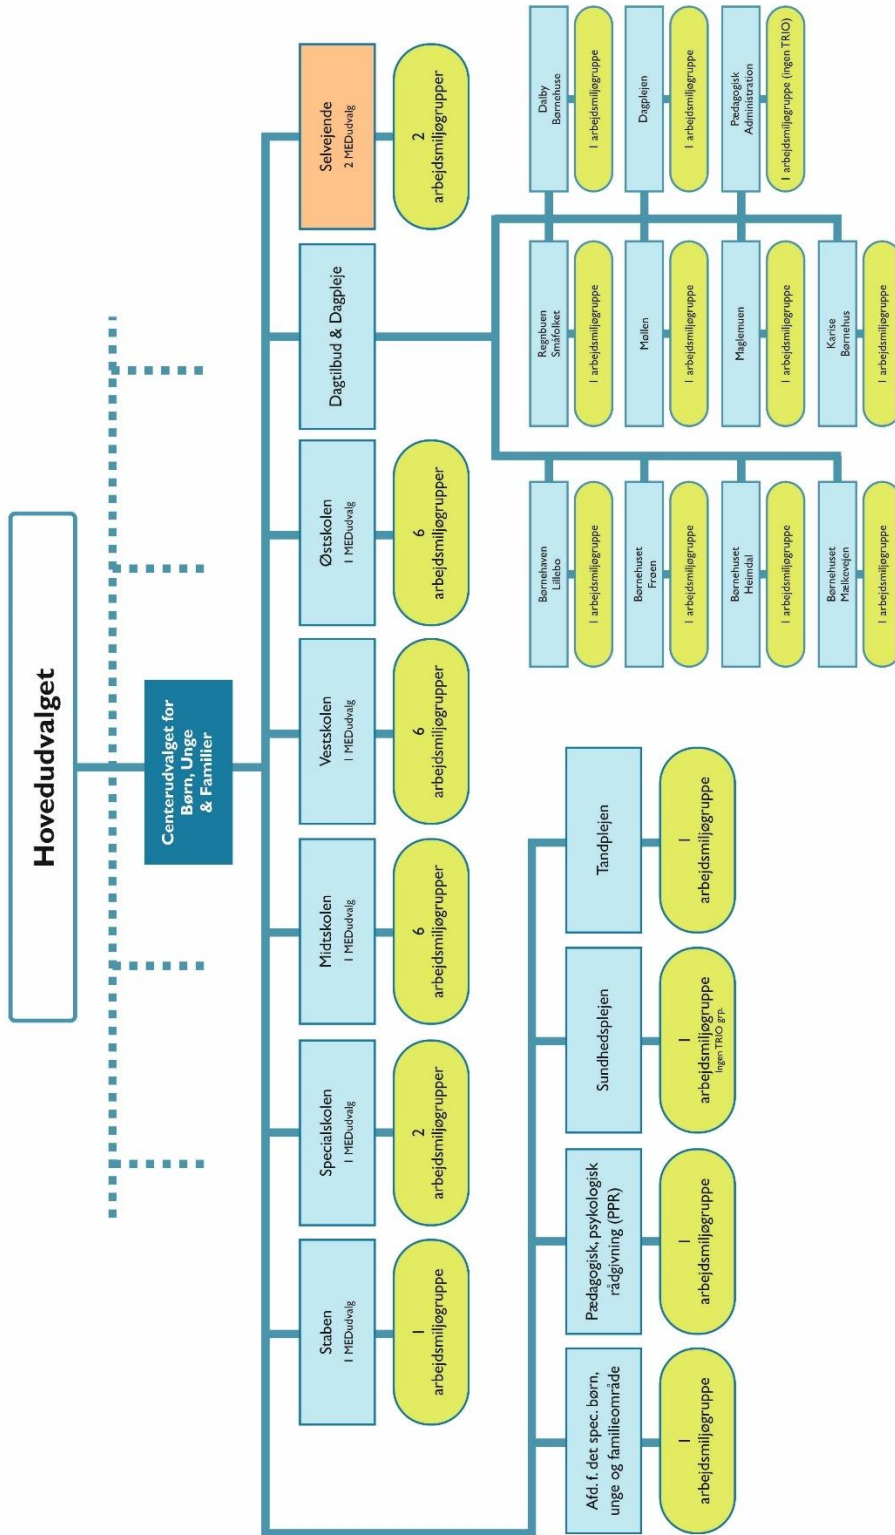 Hovedudvalget
Centerudvalget for
Børn, Unge
& Familier
Staben
1 MEDudvalg
1
arbejdsmiljøgruppe
Specialskolen
1 MEDudvalg
2
arbejdsmiljøgrupper
Midtskolen
1 MEDudvalg
6
arbejdsmiljøgrupper
Vestskolen
1 MEDudvalg
6
arbejdsmiljøgrupper
Østskolen
1 MEDudvalg
6
arbejdsmiljøgrupper
Dagtilbud & Dagpleje
Selvejende
2 MEDudvalg
2
arbejdsmiljøgrupper
Afd. f. det spec. børn,
unge og familieområde
1
arbejdsmiljøgruppe
Pædagogisk, psykologisk
rådgivning (PPR)
1
arbejdsmiljøgruppe
Sundhedsplejen
1
arbejdsmiljøgruppe
Ingen TRIO grp.
Tandplejen
1
arbejdsmiljøgruppe
Børnehaven
Lillebo
1 arbejdsmiljøgruppe
Børnehuset
Frøen
1 arbejdsmiljøgruppe
Børnehuset
Heimdal
1 arbejdsmiljøgruppe
Børnehuset
Mælkevejen
1 arbejdsmiljøgruppe
Regnbuen
Småfolket
1 arbejdsmiljøgruppe
Møllen
1 arbejdsmiljøgruppe
Maglemuen
1 arbejdsmiljøgruppe
Karise
Børnehus
1 arbejdsmiljøgruppe
Dalby
Børnehuse
1 arbejdsmiljøgruppe
Dagplejen
1 arbejdsmiljøgruppe
Pædagogisk
Administration
1 arbejdsmiljøgruppe (ingen TRIO)